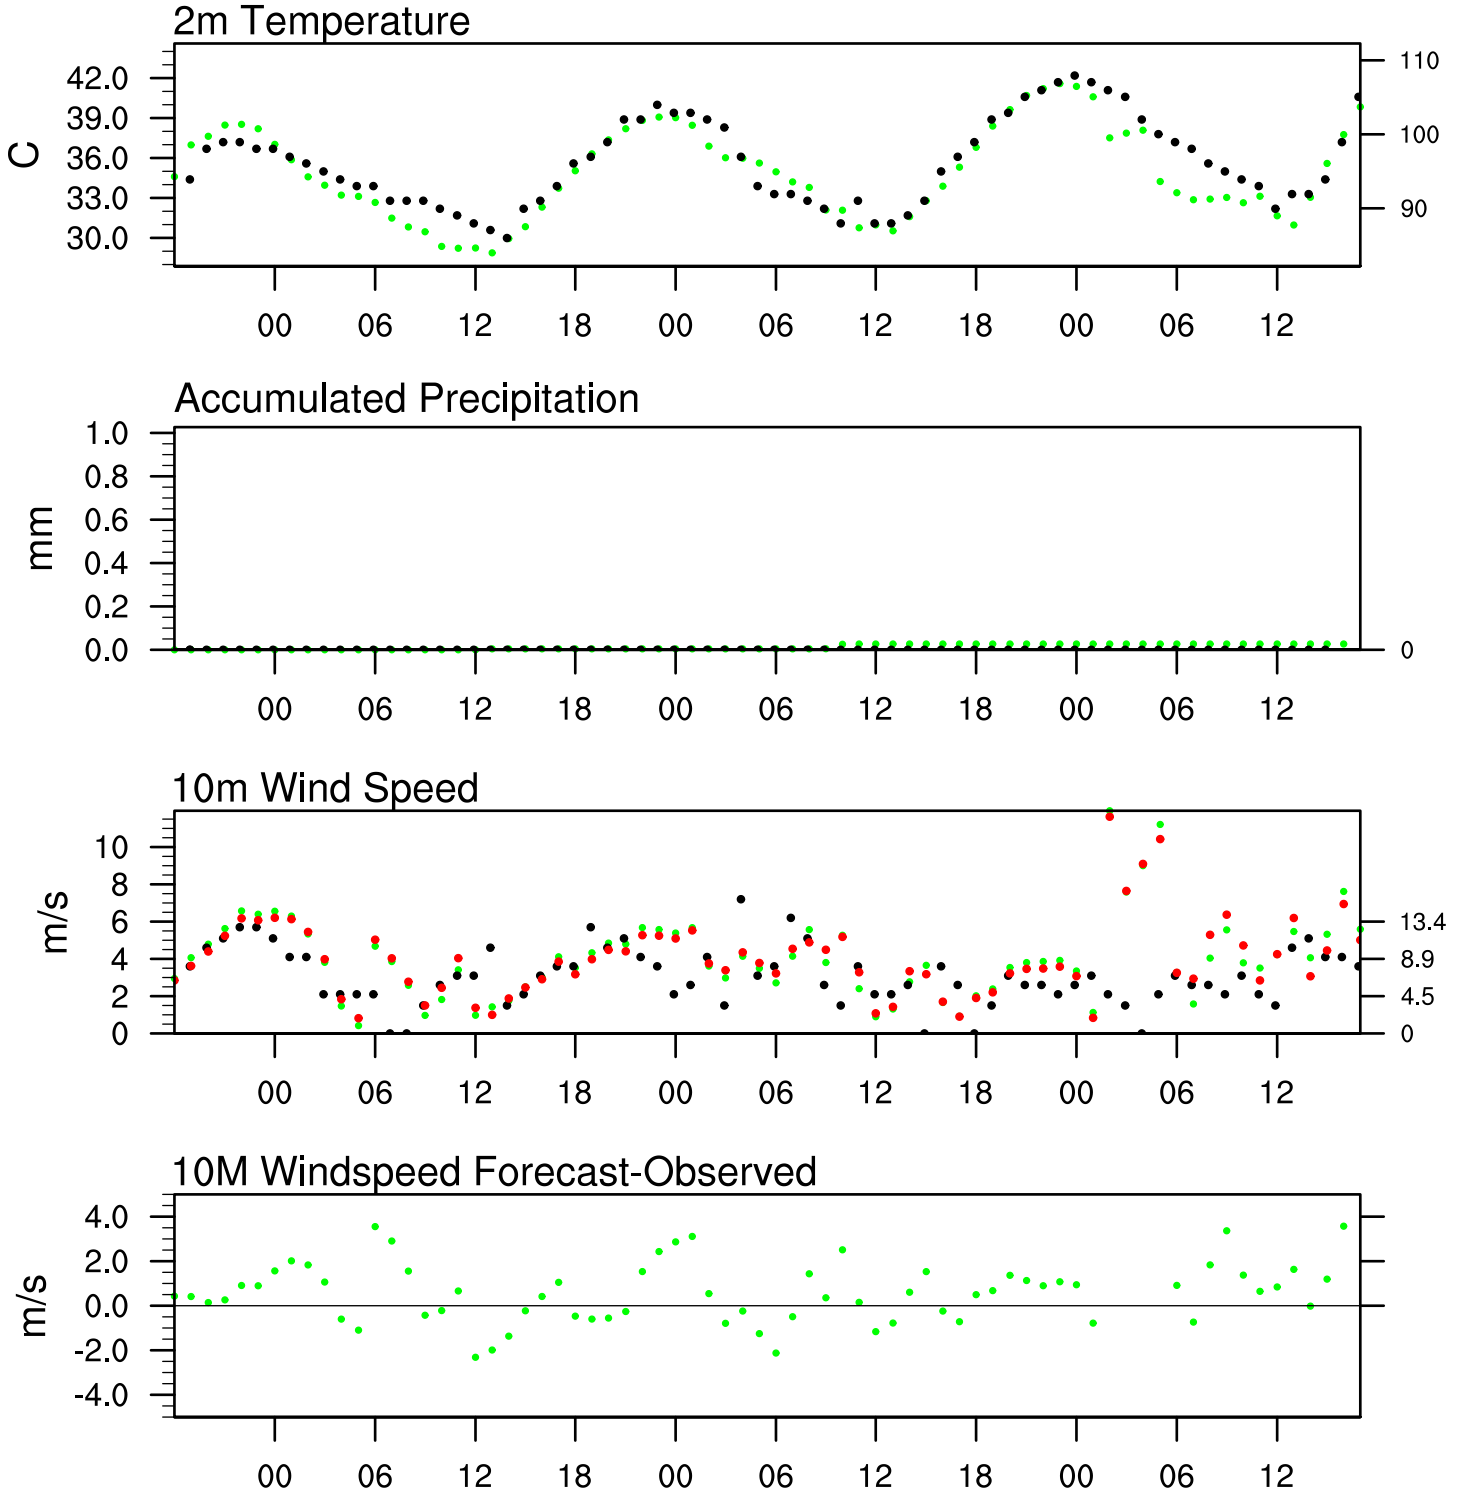 2m Temperature
42.0
39.0
36.0
33.0
30.0
C
110
100
90
00 06 12 18 00 06 12 18 00 06 12
Accumulated Precipitation
1.0
0.8
0.6
0.4
0.2
0.0
mm
0
00 06 12 18 00 06 12 18 00 06 12
10m Wind Speed
10
8
6
4
2
0
m/s
13.4
8.9
4.5
0
00 06 12 18 00 06 12 18 00 06 12
10M Windspeed Forecast-Observed
4.0
2.0
0.0
-2.0
-4.0
m/s
00 06 12 18 00 06 12 18 00 06 12